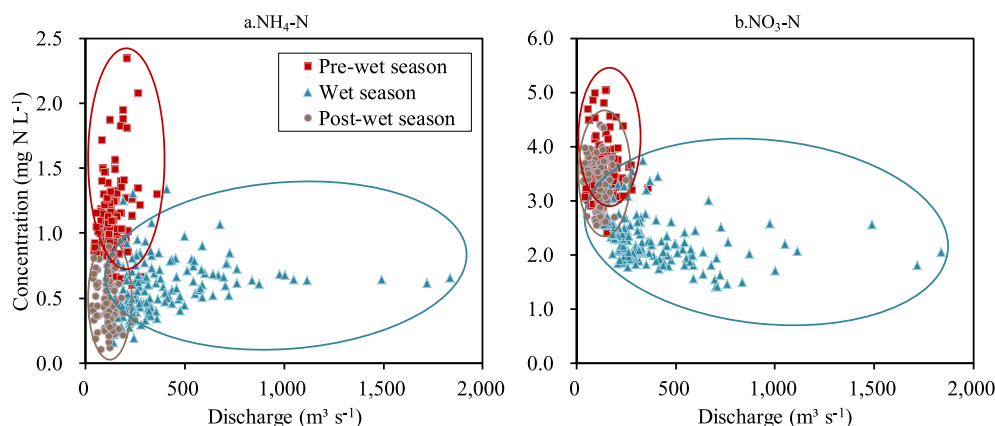 a.NH₄-N
b.NO₃-N
Concentration (mg N L⁻¹)
2.5
2.0
1.5
1.0
0.5
0.0
Pre-wet season
Wet season
Post-wet season
0
500
1,000
1,500
2,000
Discharge (m³ s⁻¹)
6.0
5.0
4.0
3.0
2.0
1.0
0.0
0
500
1,000
1,500
2,000
Discharge (m³ s⁻¹)